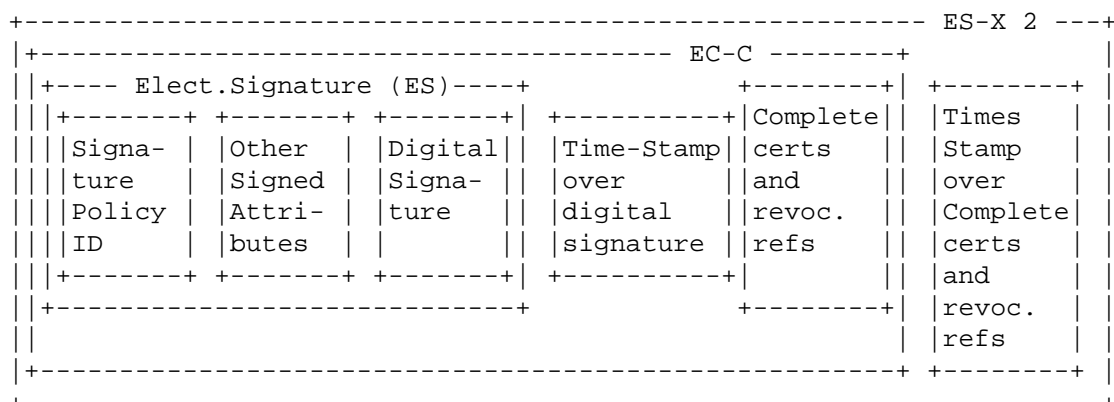 +--------------------------------------------------- ES-X 2 ---+
|+------------------------------------ EC-C --------+          |
||+---- Elect.Signature (ES)----+            +--------+| +--------+ |
|||+-------+ +-------+ +-------+| +----------+|Complete|| |Times   | |
||||Signa- | |Other  | |Digital|| |Time-Stamp||certs   || |Stamp   | |
||||ture   | |Signed | |Signa- || |over      ||and     || |over    | |
||||Policy | |Attri- | |ture   || |digital   ||revoc.  || |Complete| |
||||ID     | |butes  | |       || |signature ||refs    || |certs   | |
|||+-------+ +-------+ +-------+| +----------+|        || |and     | |
||+-----------------------------+            +--------+| |revoc.  | |
||                                                     | |refs    | |
|+-----------------------------------------------------+ +--------+ |